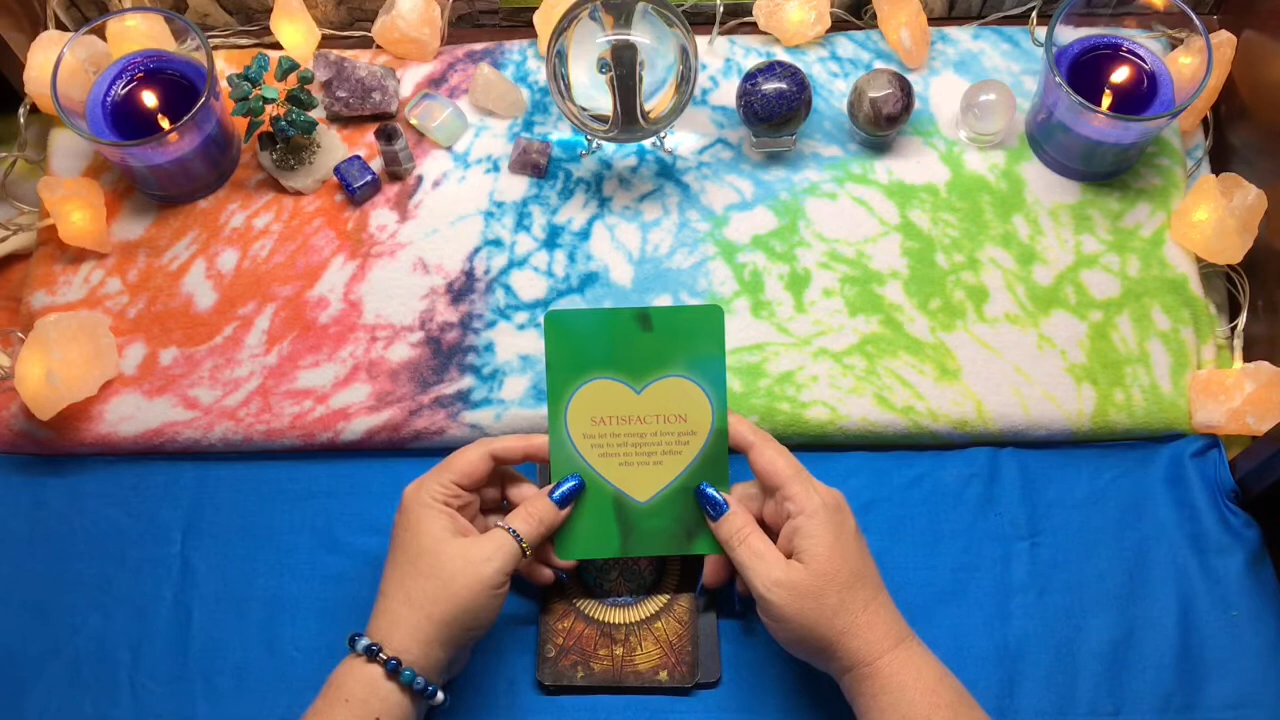 SATISFACTION
You let the energy of love guide
you to self-approval so that
others no longer define
who you are